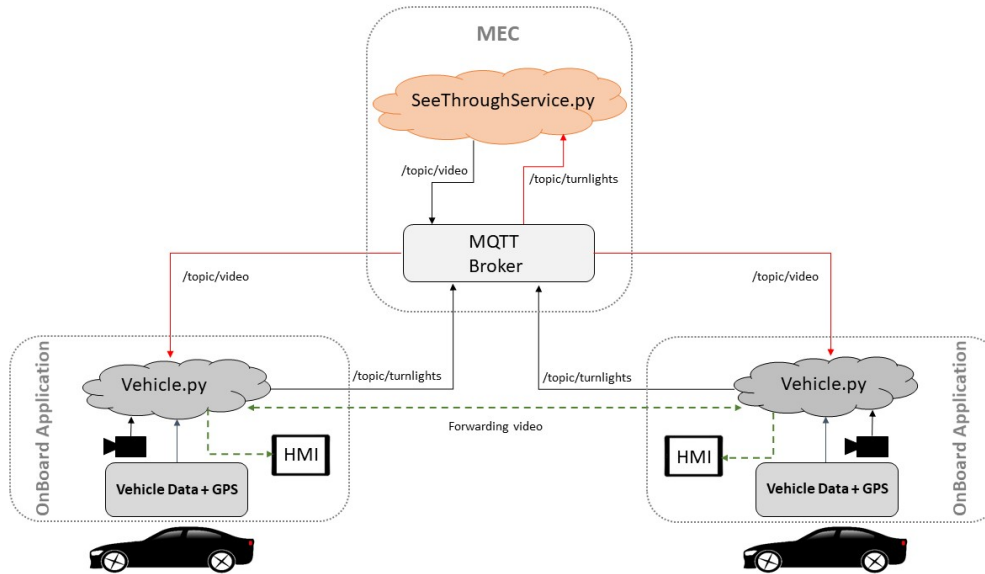 MEC
SeeThroughService.py
/topic/video
/topic/turnlights
MQTT
Broker
/topic/video
/topic/video
OnBoard Application
Vehicle.py
/topic/turnlights
/topic/turnlights
Vehicle.py
OnBoard Application
Forwarding video
HMI
HMI
Vehicle Data + GPS
Vehicle Data + GPS